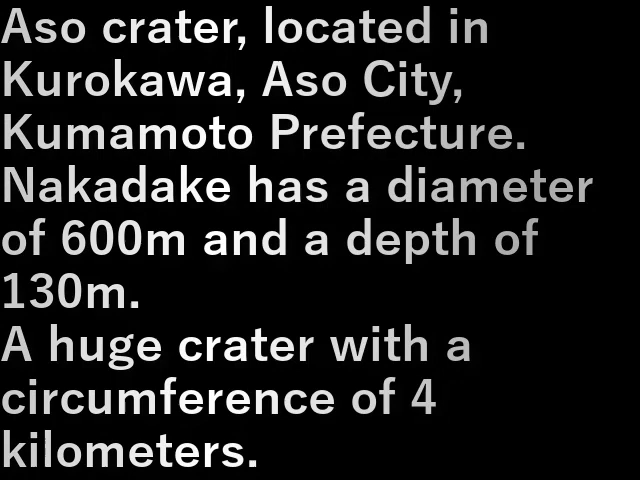 Aso crater, located in
Kurokawa, Aso City,
Kumamoto Prefecture.
Nakadake has a diameter
of 600m and a depth of
130m.
A huge crater with a
circumference of 4
kilometers.